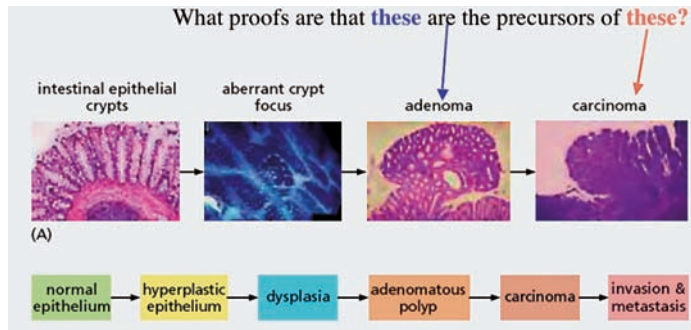 What proofs are that these are the precursors of these?
intestinal epithelial
crypts
aberrant crypt
focus
adenoma
carcinoma
(A)
normal
epithelium
hyperplastic
epithelium
dysplasia
adenomatous
polyp
carcinoma
invasion &
metastasis